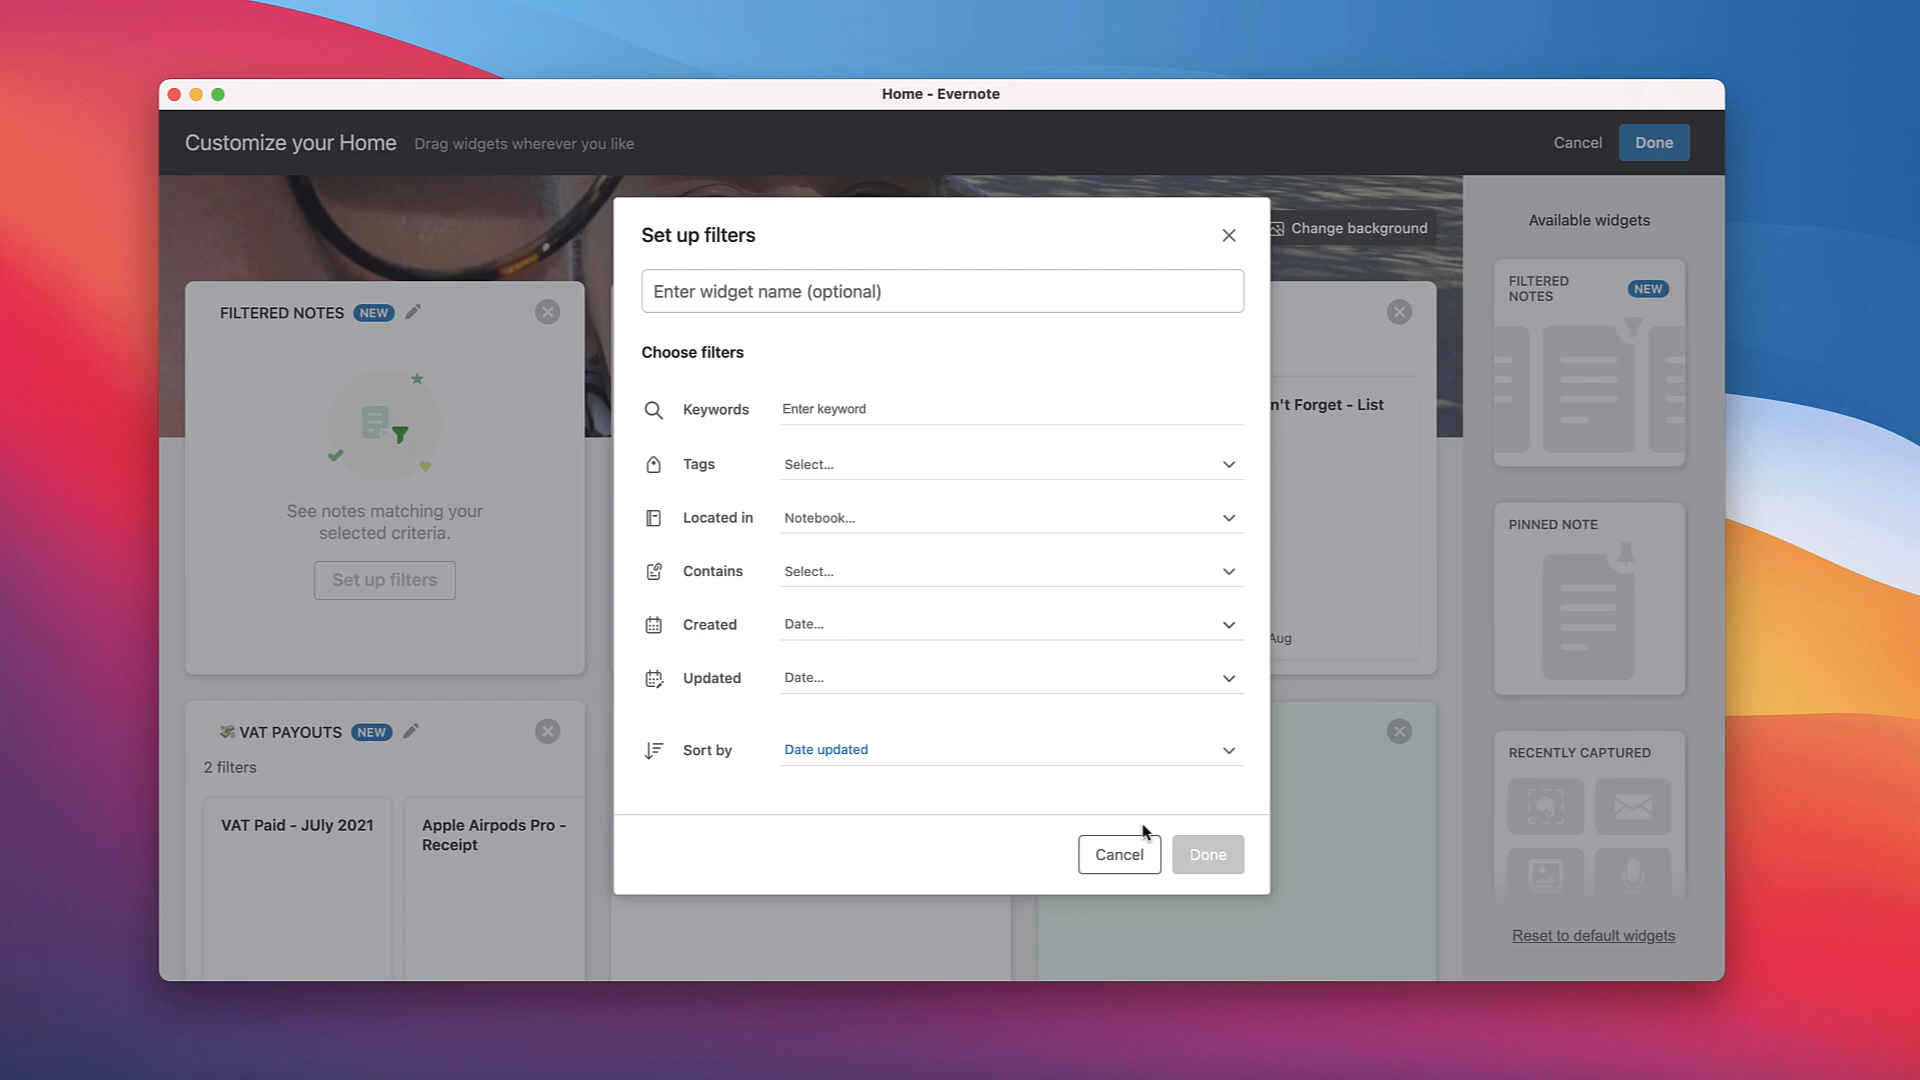 Home - Evernote
Customize your Home
Drag widgets wherever you like
Cancel
Done
Change background
Available widgets
FILTERED NOTES
NEW
See notes matching your
selected criteria.
Set up filters
💸 VAT PAYOUTS
NEW
2 filters
VAT Paid - JUly 2021
Apple Airpods Pro -
Receipt
Set up filters
Enter widget name (optional)
Choose filters
Keywords
Enter keyword
Tags
Select...
Located in
Notebook...
Contains
Select...
Created
Date...
Updated
Date...
Sort by
Date updated
Cancel
Done
n't Forget - List
Aug
FILTERED
NOTES
NEW
PINNED NOTE
RECENTLY CAPTURED
Reset to default widgets